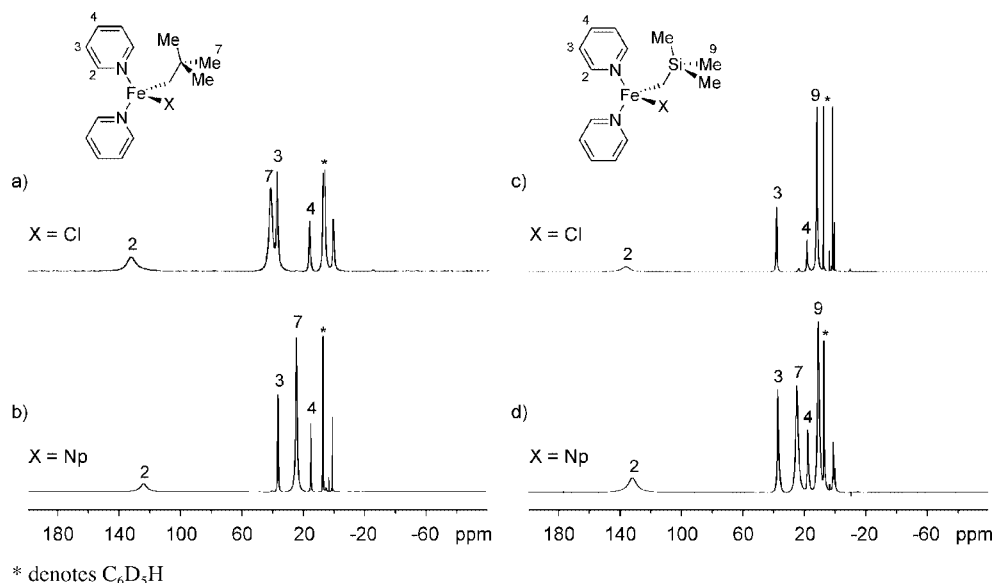 4
3
2
N
Fe
X
N
Me
7
Me
Me
4
3
2
N
Fe
X
N
Me
9
Si
Me
Me
a)
X = Cl
2
7
3
4
*
c)
X = Cl
2
3
4
9
*
b)
X = Np
2
3
7
4
*
d)
X = Np
2
3
7
4
9
*
180 100 60 20 -20 -60 ppm
180 100 60 20 -20 -60 ppm
* denotes C₆D₅H